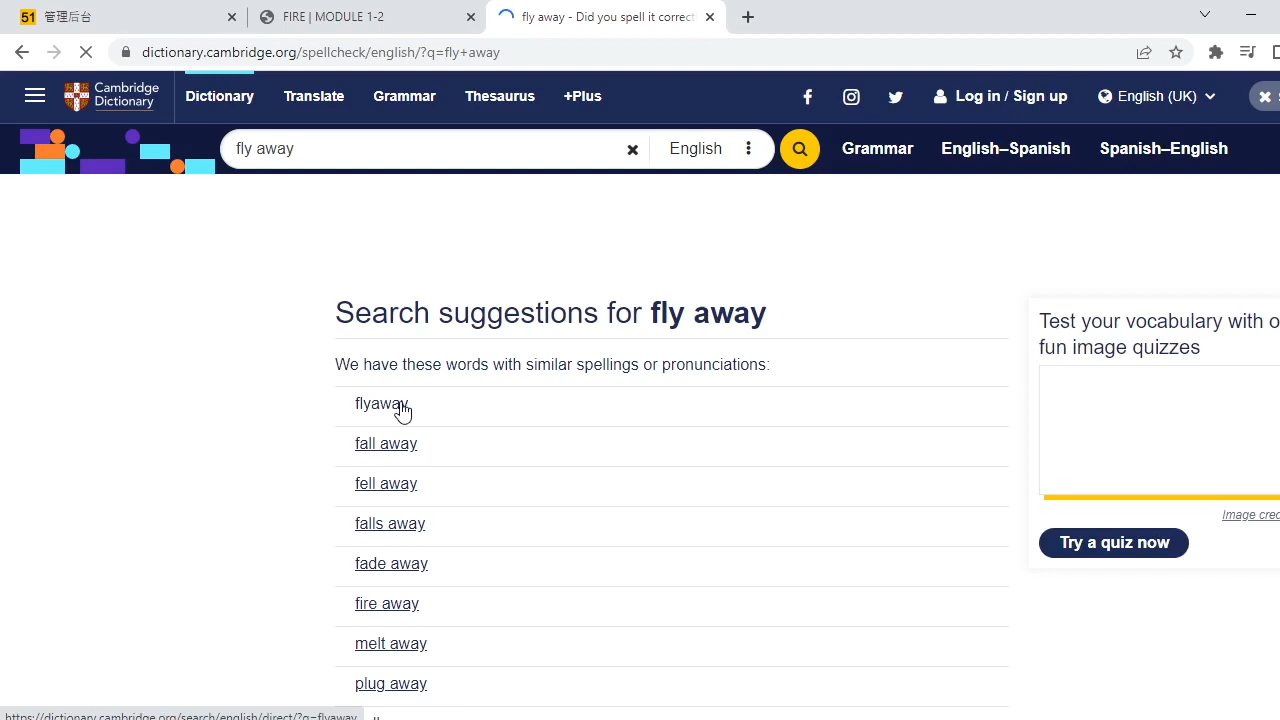 51 管理后台
FIRE | MODULE 1-2
fly away - Did you spell it correct
dictionary.cambridge.org/spellcheck/english/?q=fly+away
Cambridge
Dictionary
Dictionary
Translate
Grammar
Thesaurus
+Plus
Log in / Sign up
English (UK)
fly away
English
Grammar
English–Spanish
Spanish–English
Search suggestions for fly away
We have these words with similar spellings or pronunciations:
flyaway
fall away
fell away
falls away
fade away
fire away
melt away
plug away
Test your vocabulary with o
fun image quizzes
Image cred
Try a quiz now
https://dictionary.cambridge.org/search/english/direct/?q=flyaway